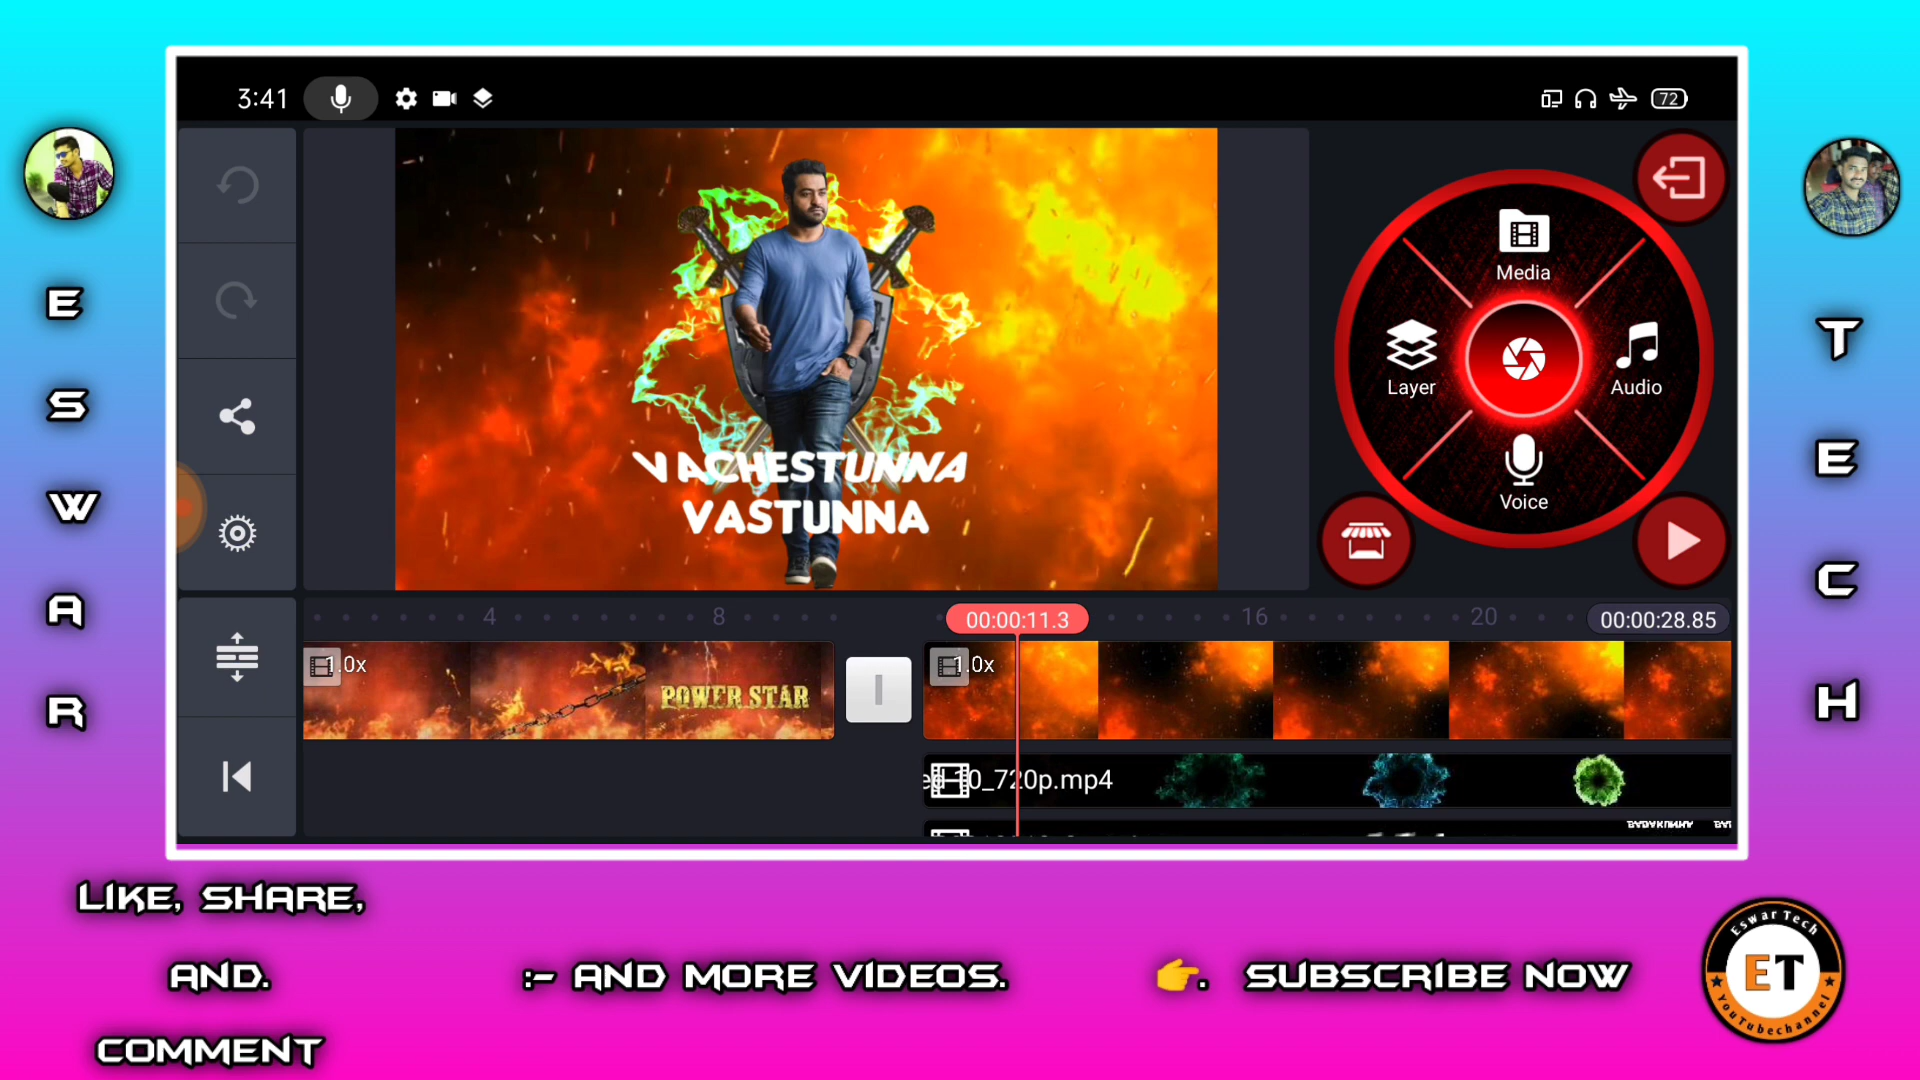 3:41
72
Media
Layer
Audio
Voice
VACHESTUNNA
VASTUNNA
4
8
00:00:11.3
16
20
00:00:28.85
1.0x
POWER STAR
1.0x
0_720p.mp4
E
S
W
A
R
T
E
C
H
LIKE, SHARE,
AND.
COMMENT
:- AND MORE VIDEOS.
👉. SUBSCRIBE NOW
Eswar Tech
ET
YouTubechannel